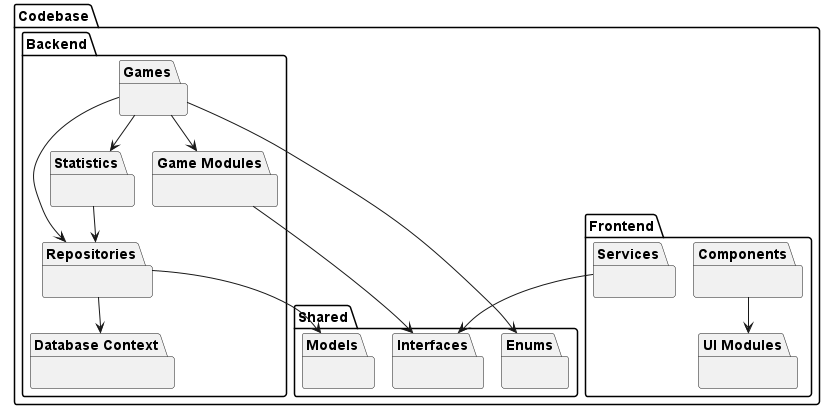 Codebase
Backend
Games
Statistics
Game Modules
Repositories
Database Context
Shared
Models
Interfaces
Enums
Frontend
Services
Components
UI Modules